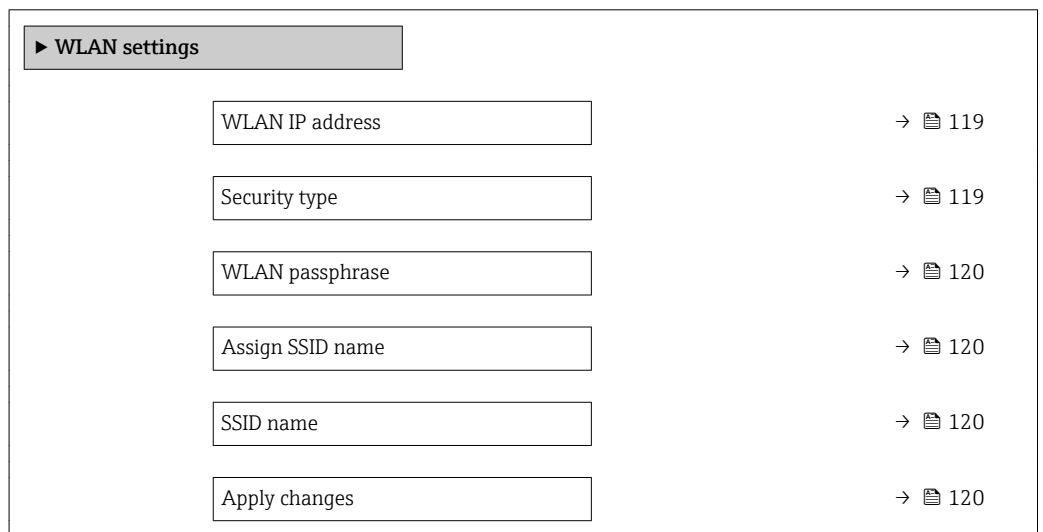 ► WLAN settings
WLAN IP address → 119
Security type → 119
WLAN passphrase → 120
Assign SSID name → 120
SSID name → 120
Apply changes → 120